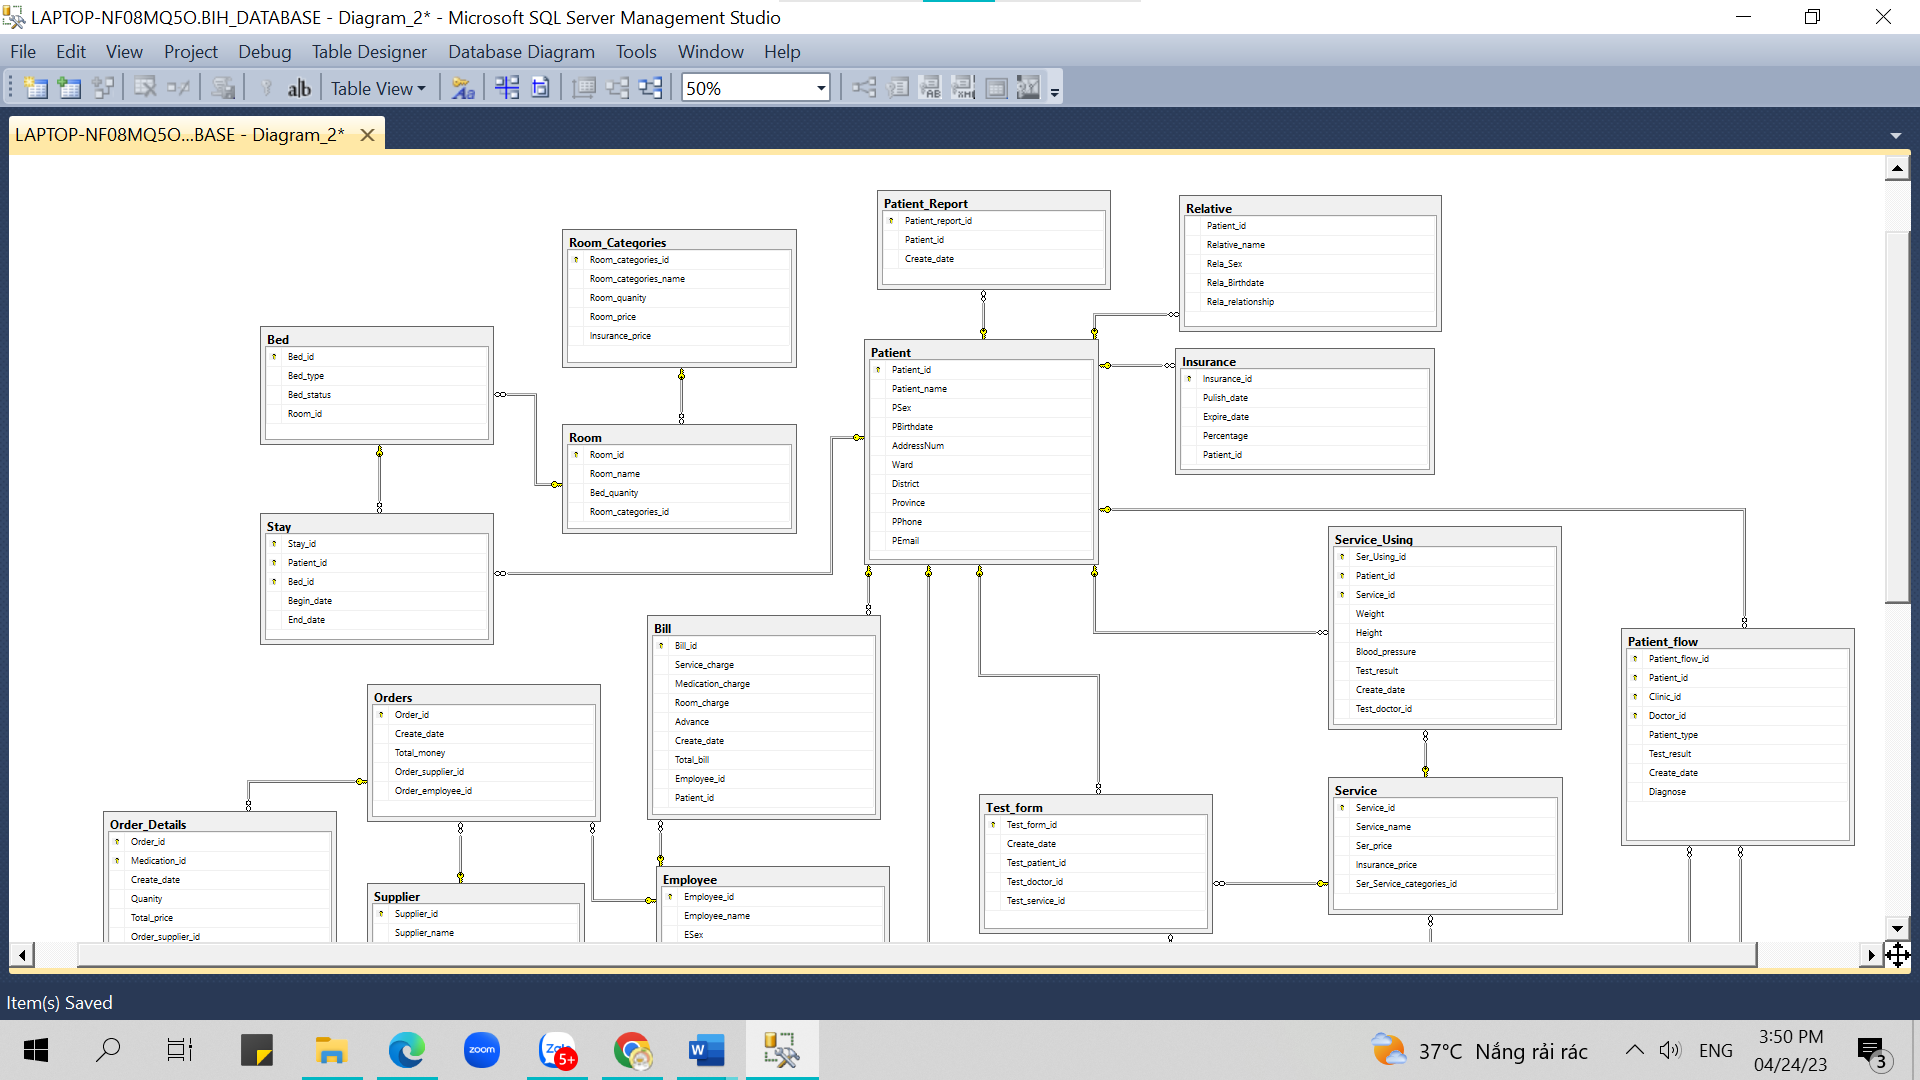 LAPTOP-NF08MQ5O.BIH_DATABASE - Diagram_2* - Microsoft SQL Server Management Studio
File Edit View Project Debug Table Designer Database Diagram Tools Window Help
ab| Table View 50%
LAPTOP-NF08MQ5O...BASE - Diagram_2*
Patient_Report
Patient_report_id
Patient_id
Create_date
Relative
Patient_id
Relative_name
Rela_Sex
Rela_Birthdate
Rela_relationship
Room_Categories
Room_categories_id
Room_categories_name
Room_quanity
Room_price
Insurance_price
Bed
Bed_id
Bed_type
Bed_status
Room_id
Patient
Patient_id
Patient_name
PSex
PBirthdate
AddressNum
Ward
District
Province
PPhone
PEmail
Insurance
Insurance_id
Pulish_date
Expire_date
Percentage
Patient_id
Room
Room_id
Room_name
Bed_quanity
Room_categories_id
Stay
Stay_id
Patient_id
Bed_id
Begin_date
End_date
Service_Using
Ser_Using_id
Patient_id
Service_id
Weight
Height
Blood_pressure
Test_result
Create_date
Test_doctor_id
Bill
Bill_id
Service_charge
Medication_charge
Room_charge
Advance
Create_date
Total_bill
Employee_id
Patient_id
Patient_flow
Patient_flow_id
Patient_id
Clinic_id
Doctor_id
Patient_type
Test_result
Create_date
Diagnose
Orders
Order_id
Create_date
Total_money
Order_supplier_id
Order_employee_id
Test_form
Test_form_id
Create_date
Test_patient_id
Test_doctor_id
Test_service_id
Service
Service_id
Service_name
Ser_price
Insurance_price
Ser_Service_categories_id
Order_Details
Order_id
Medication_id
Create_date
Quanity
Total_price
Order_supplier_id
Supplier
Supplier_id
Supplier_name
Employee
Employee_id
Employee_name
ESex
Item(s) Saved
zoom
Zalo
5+
W
37°C Nắng rải rác
ENG
3:50 PM
04/24/23
3